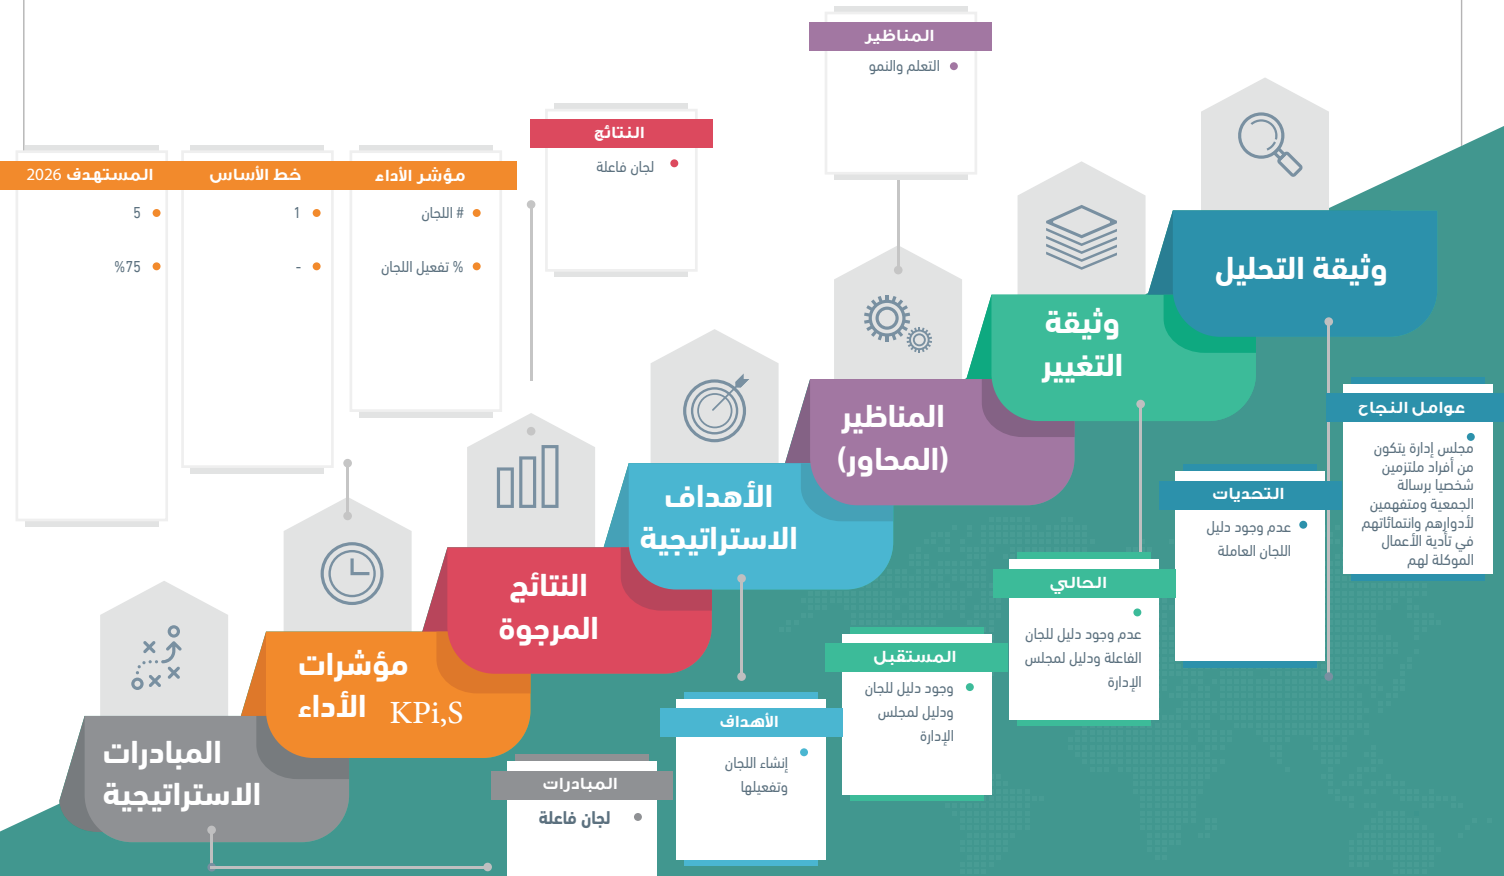 وثيقة التحليل
عوامل النجاح
مجلس إدارة يتكون
من أفراد ملتزمين
شخصيا برسالة
الجمعية ومتفهمين
لأدوارهم وانتمائاتهم
في تأدية الأعمال
الموكلة لهم
التحديات
عدم وجود دليل
اللجان العاملة
وثيقة
التغيير
الحالي
عدم وجود دليل للجان
الفاعلة ودليل لمجلس
الإدارة
المستقبل
وجود دليل للجان
ودليل لمجلس
الإدارة
المناظير
التعلم والنمو
المناظير
(المحاور)
الأهداف
الاستراتيجية
الأهداف
إنشاء اللجان
وتفعيلها
النتائج
لجان فاعلة
النتائج
المرجوة
مؤشر الأداء
خط الأساس
المستهدف 2026
# اللجان
1
5
% تفعيل اللجان
-
%75
مؤشرات
الأداء KPi,S
المبادرات
الاستراتيجية
المبادرات
لجان فاعلة